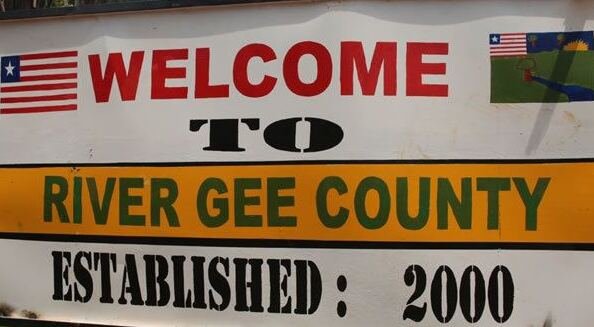 WELCOME
TO
RIVER GEE COUNTY
ESTABLISHED: 2000